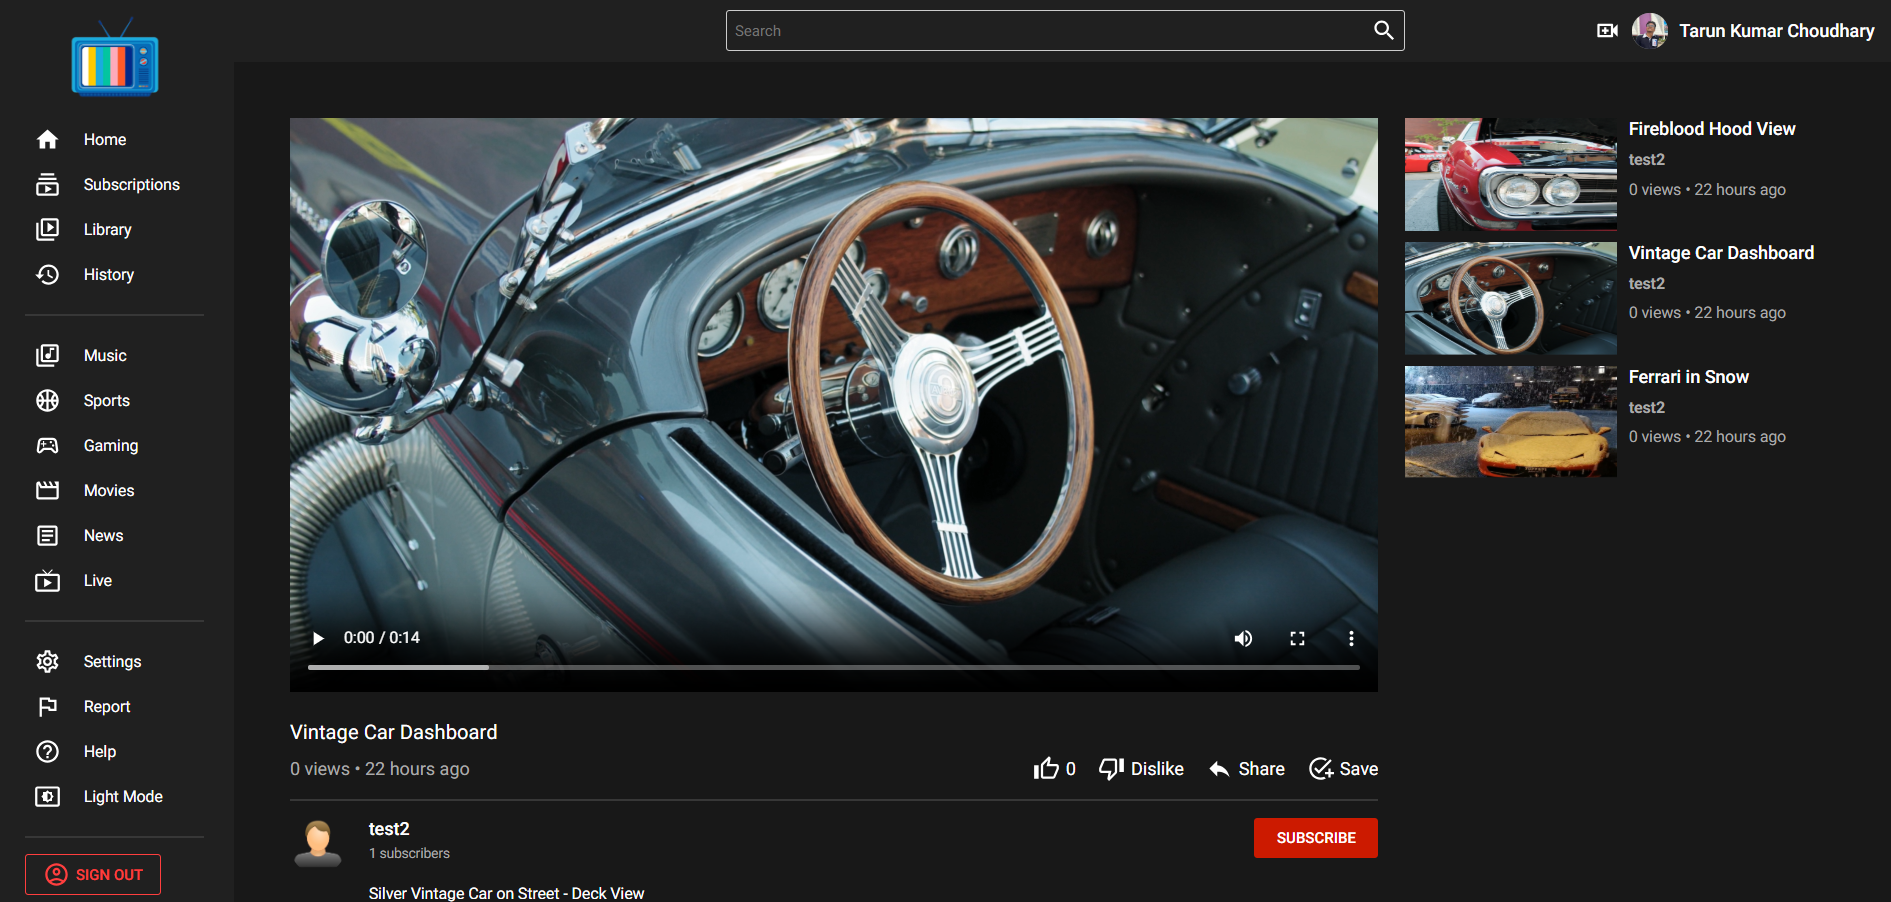 Search
Tarun Kumar Choudhary
Home
Subscriptions
Library
History
Music
Sports
Gaming
Movies
News
Live
Settings
Report
Help
Light Mode
SIGN OUT
0:00 / 0:14
Vintage Car Dashboard
0 views • 22 hours ago
0
Dislike
Share
Save
test2
1 subscribers
SUBSCRIBE
Silver Vintage Car on Street - Deck View
Fireblood Hood View
test2
0 views • 22 hours ago
Vintage Car Dashboard
test2
0 views • 22 hours ago
Ferrari in Snow
test2
0 views • 22 hours ago